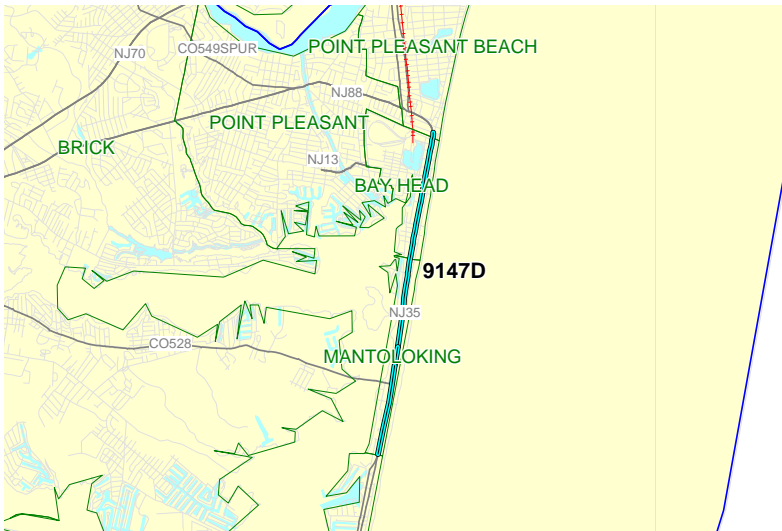 POINT PLEASANT BEACH
CO549SPUR
NJ70
NJ88
POINT PLEASANT
BRICK
NJ13
BAY HEAD
9147D
NJ35
CO528
MANTOLOKING